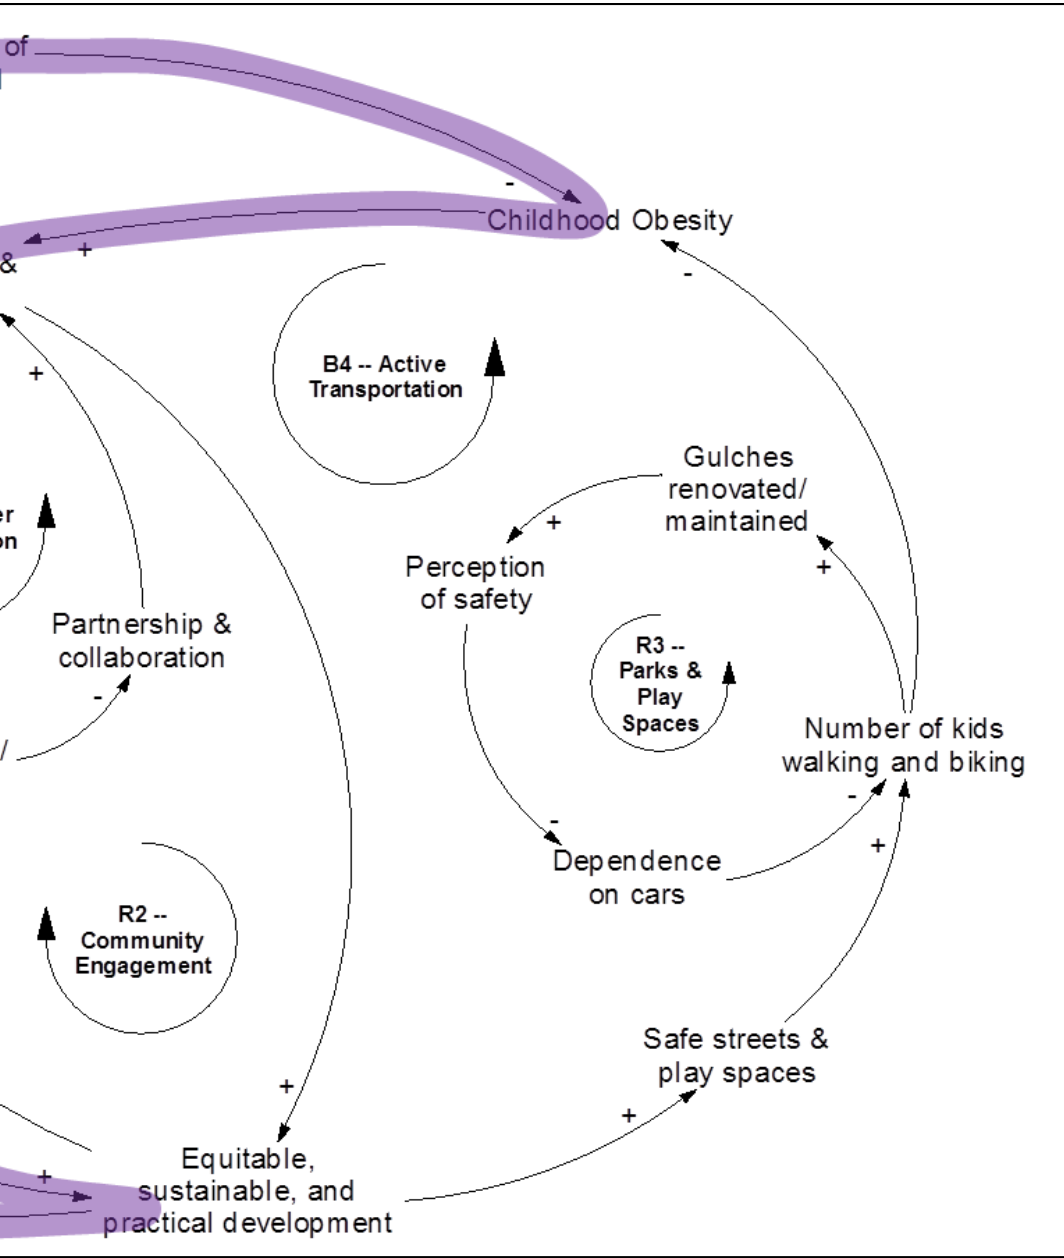 of
-
Childhood Obesity
+
&
-
B4 -- Active
Transportation
+
Gulches
renovated/
maintained
+
+
Perception
of safety
er
on
Partnership &
collaboration
R3 --
Parks &
Play
Spaces
-
/
Number of kids
walking and biking
-
-
+
Dependence
on cars
R2 --
Community
Engagement
Safe streets &
play spaces
+
+
Equitable,
sustainable, and
practical development
+